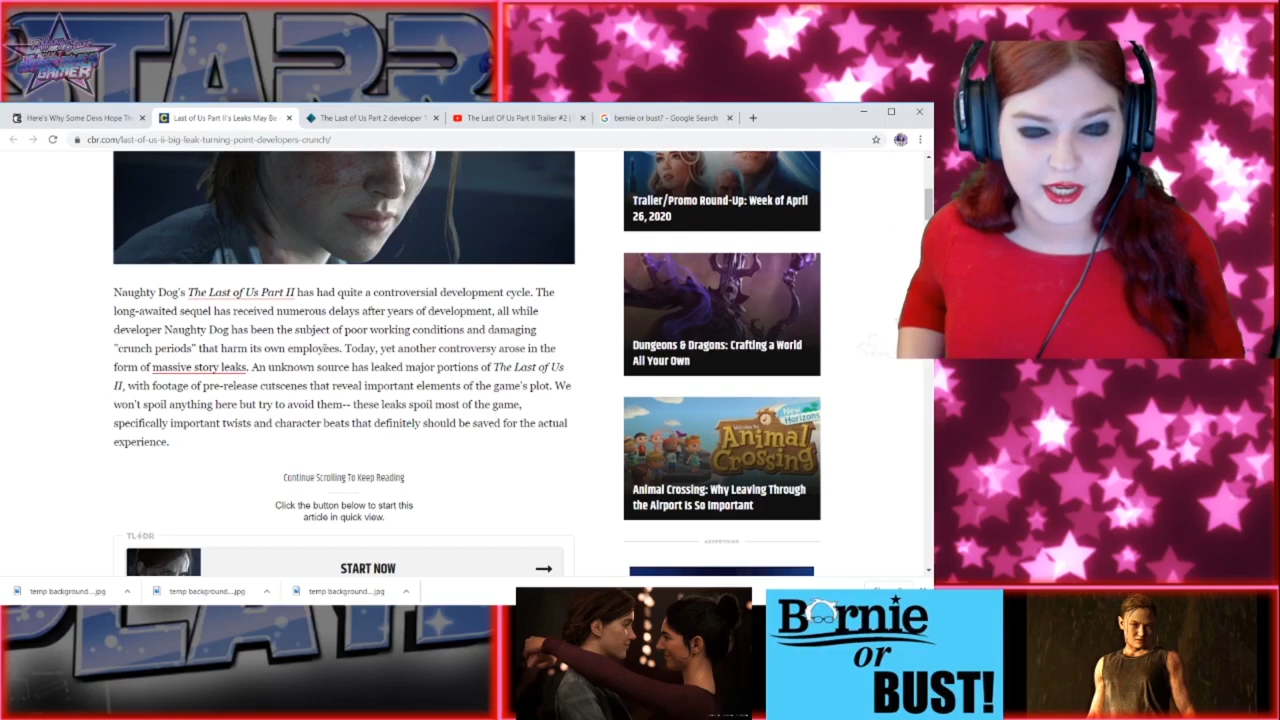 STARR
GAMER
Here's Why Some Devs Hope Th
Last of Us Part II's Leaks May Be
The Last of Us Part 2 developer
The Last Of Us Part II Trailer #2 |
bernie or bust? - Google Search
cbr.com/last-of-us-ii-big-leak-turning-point-developers-crunch/
Naughty Dog's The Last of Us Part II has had quite a controversial development cycle. The
long-awaited sequel has received numerous delays after years of development, all while
developer Naughty Dog has been the subject of poor working conditions and damaging
"crunch periods" that harm its own employees. Today, yet another controversy arose in the
form of massive story leaks. An unknown source has leaked major portions of The Last of Us
II, with footage of pre-release cutscenes that reveal important elements of the game's plot. We
won't spoil anything here but try to avoid them-- these leaks spoil most of the game,
specifically important twists and character beats that definitely should be saved for the actual
experience.
Continue Scrolling To Keep Reading
Click the button below to start this
article in quick view.
TL;DR
START NOW
Trailer/Promo Round-Up: Week of April
26, 2020
Dungeons & Dragons: Crafting a World
All Your Own
New
Horizons
Animal
Crossing
Animal Crossing: Why Leaving Through
the Airport Is So Important
ADVERTISING
temp background....jpg
temp background....jpg
temp background....jpg
PLAYZ
Bernie
or
BUST!